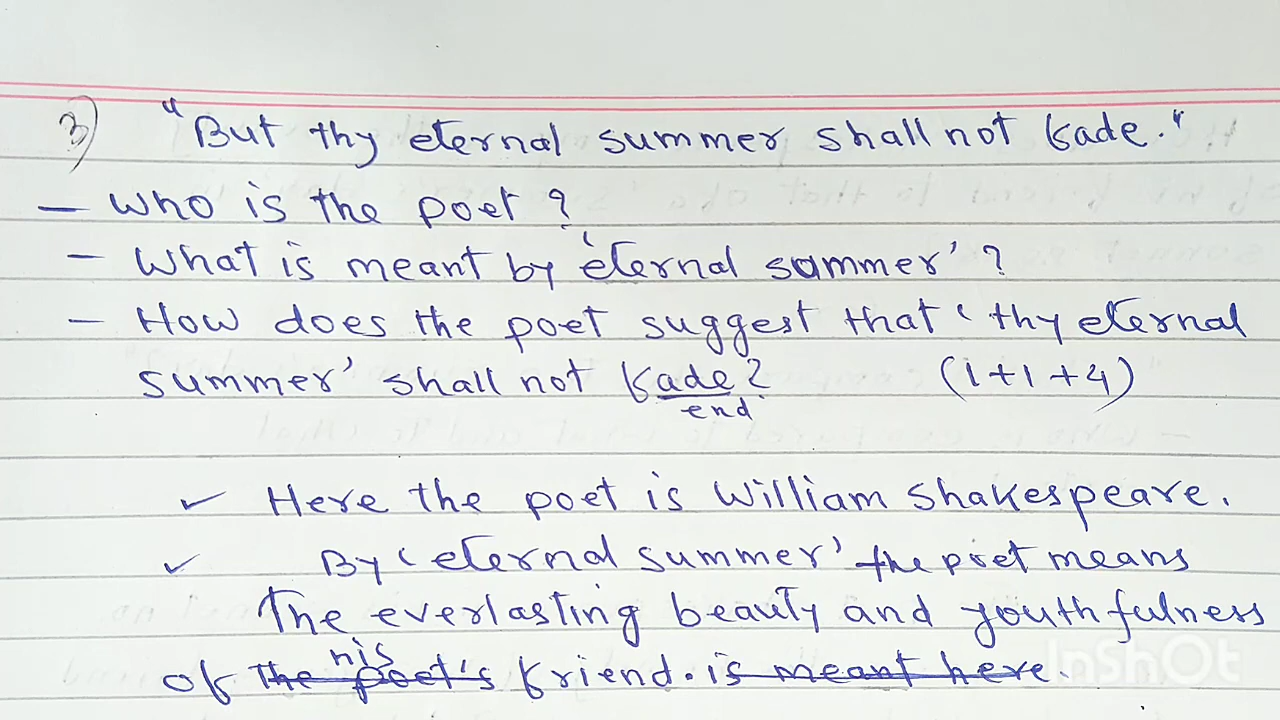 3) "But thy eternal summer shall not fade."
- Who is the poet?
- What is meant by 'eternal summer'?
- How does the poet suggest that 'thy eternal
summer' shall not fade? (1+1+4)
end.
✓ Here the poet is William Shakespeare.
✓ By 'eternal summer' the poet means
The everlasting beauty and youthfulness
his
of the poet's friend. is meant here.
InShOt